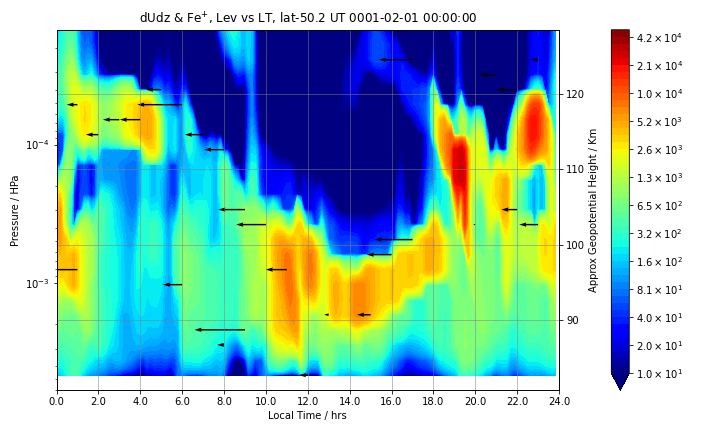 dUdz & Fe⁺, Lev vs LT, lat-50.2 UT 0001-02-01 00:00:00
Pressure / HPa
10⁻⁴
10⁻³
120
110
100
90
Approx Geopotential Height / Km
0.0 2.0 4.0 6.0 8.0 10.0 12.0 14.0 16.0 18.0 20.0 22.0 24.0
Local Time / hrs
4.2 × 10⁴
2.1 × 10⁴
1.0 × 10⁴
5.2 × 10³
2.6 × 10³
1.3 × 10³
6.5 × 10²
3.2 × 10²
1.6 × 10²
8.1 × 10¹
4.0 × 10¹
2.0 × 10¹
1.0 × 10¹